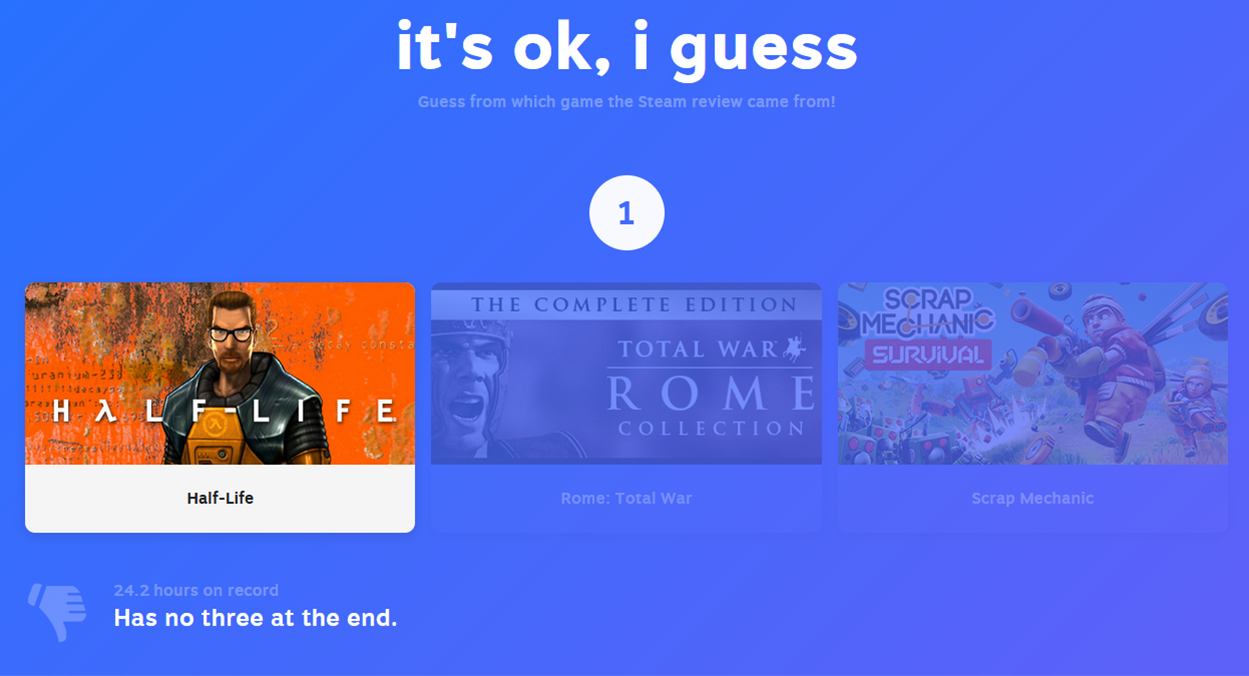 it's ok, i guess
Guess from which game the Steam review came from!
1
uranium-233
HλLF-LIFE
Half-Life
THE COMPLETE EDITION
TOTAL WAR
ROME
COLLECTION
Rome: Total War
SCRAP
MECHANIC
SURVIVAL
Scrap Mechanic
24.2 hours on record
Has no three at the end.